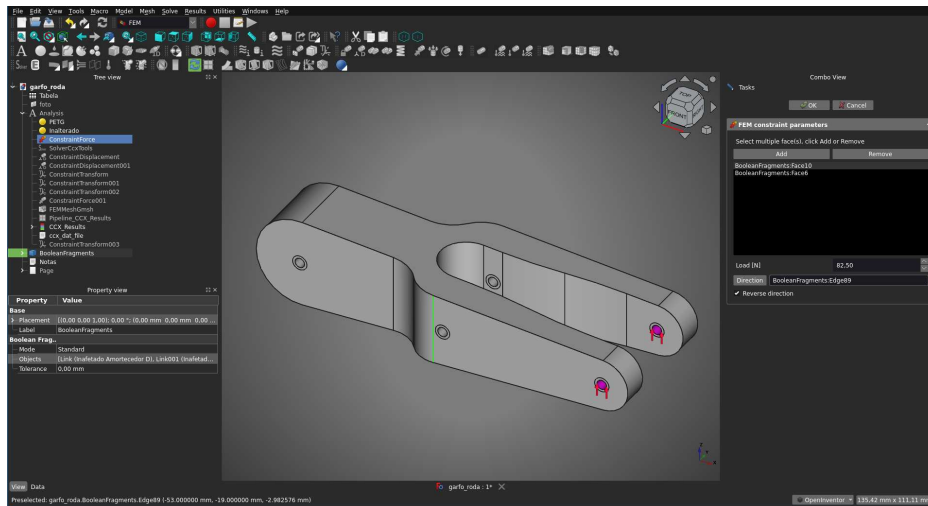 File Edit View Tools Macro Model Mesh Solve Results Utilities Windows Help
FEM
Tree view
garfo_roda
Tabela
foto
Analysis
PETG
Inalterado
ConstraintForce
SolverCcxTools
ConstraintDisplacement
ConstraintDisplacement001
ConstraintTransform
ConstraintTransform001
ConstraintTransform002
ConstraintForce001
FEMMeshGmsh
Pipeline_CCX_Results
CCX_Results
ccx_dat_file
ConstraintTransform003
BooleanFragments
Notas
Page
Property view
Property Value
Base
Placement [(0,00 0,00 1,00); 0,00 °; (0,00 mm 0,00 mm 0,00 ...
Label BooleanFragments
Boolean Frag..
Mode Standard
Objects [Link (Inafetado Amortecedor D), Link001 (Inafetad...
Tolerance 0,00 mm
View Data
TOP
FRONT
garfo_roda : 1*
Combo View
Tasks
OK Cancel
FEM constraint parameters
Select multiple face(s), click Add or Remove
Add Remove
BooleanFragments:Face10
BooleanFragments:Face6
Load [N] 82,50
Direction BooleanFragments:Edge89
Reverse direction
Preselected: garfo_roda.BooleanFragments.Edge89 (-53.000000 mm, -19.000000 mm, -2.982576 mm)
OpenInventor 135,42 mm x 111,11 m